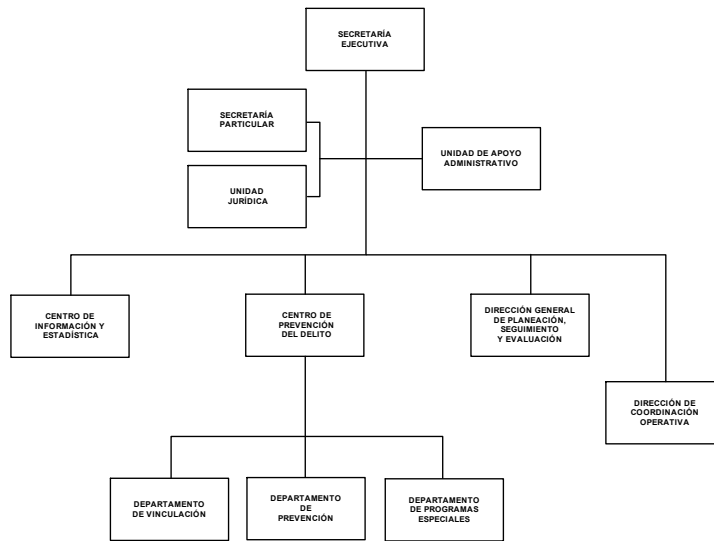 SECRETARÍA
EJECUTIVA
SECRETARÍA
PARTICULAR
UNIDAD DE APOYO
ADMINISTRATIVO
UNIDAD
JURÍDICA
CENTRO DE
INFORMACIÓN Y
ESTADÍSTICA
CENTRO DE
PREVENCIÓN
DEL DELITO
DIRECCIÓN GENERAL
DE PLANEACIÓN,
SEGUIMIENTO
Y EVALUACIÓN
DIRECCIÓN DE
COORDINACIÓN
OPERATIVA
DEPARTAMENTO
DE VINCULACIÓN
DEPARTAMENTO
DE
PREVENCIÓN
DEPARTAMENTO
DE PROGRAMAS
ESPECIALES